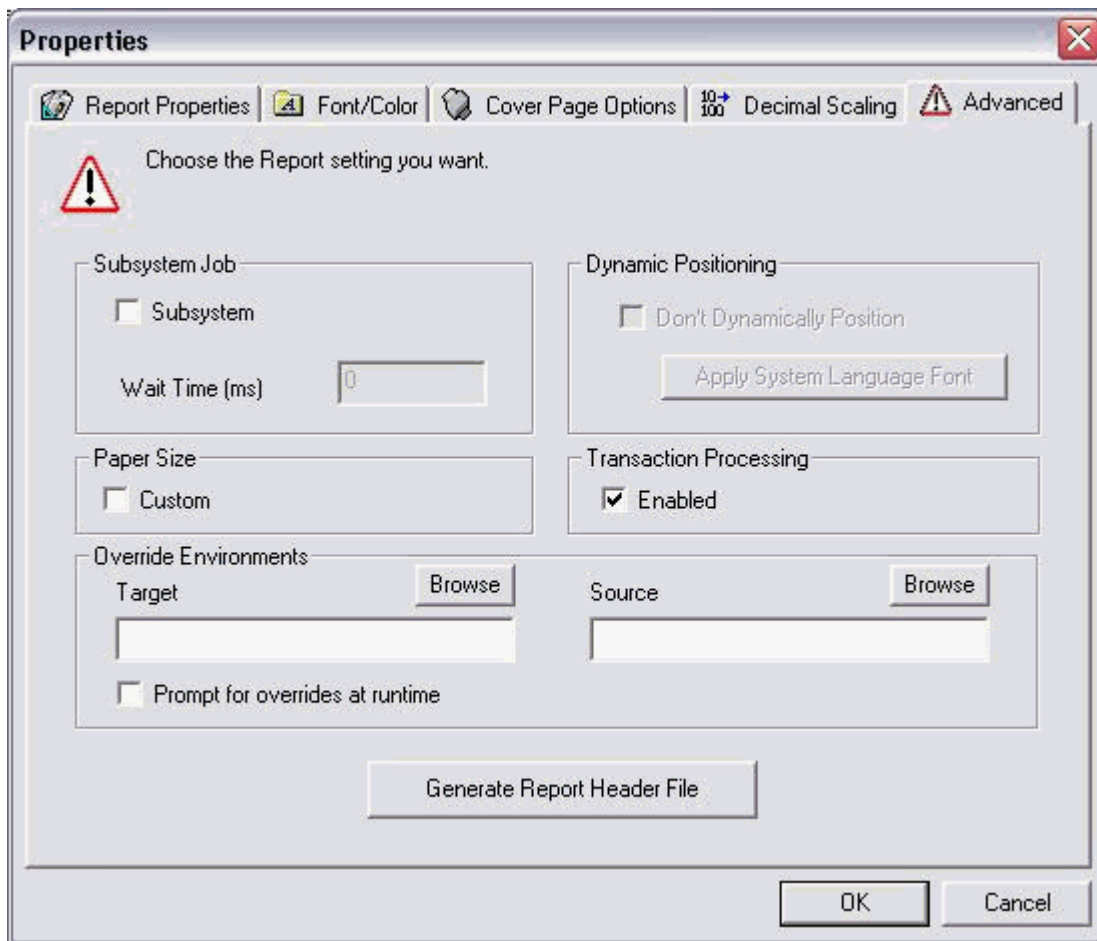 Properties
Report Properties
Font/Color
Cover Page Options
10
100
Decimal Scaling
Advanced
Choose the Report setting you want.
Subsystem Job
Subsystem
Wait Time (ms)
0
Dynamic Positioning
Don't Dynamically Position
Apply System Language Font
Paper Size
Custom
Transaction Processing
Enabled
Override Environments
Target
Browse
Source
Browse
Prompt for overrides at runtime
Generate Report Header File
OK
Cancel